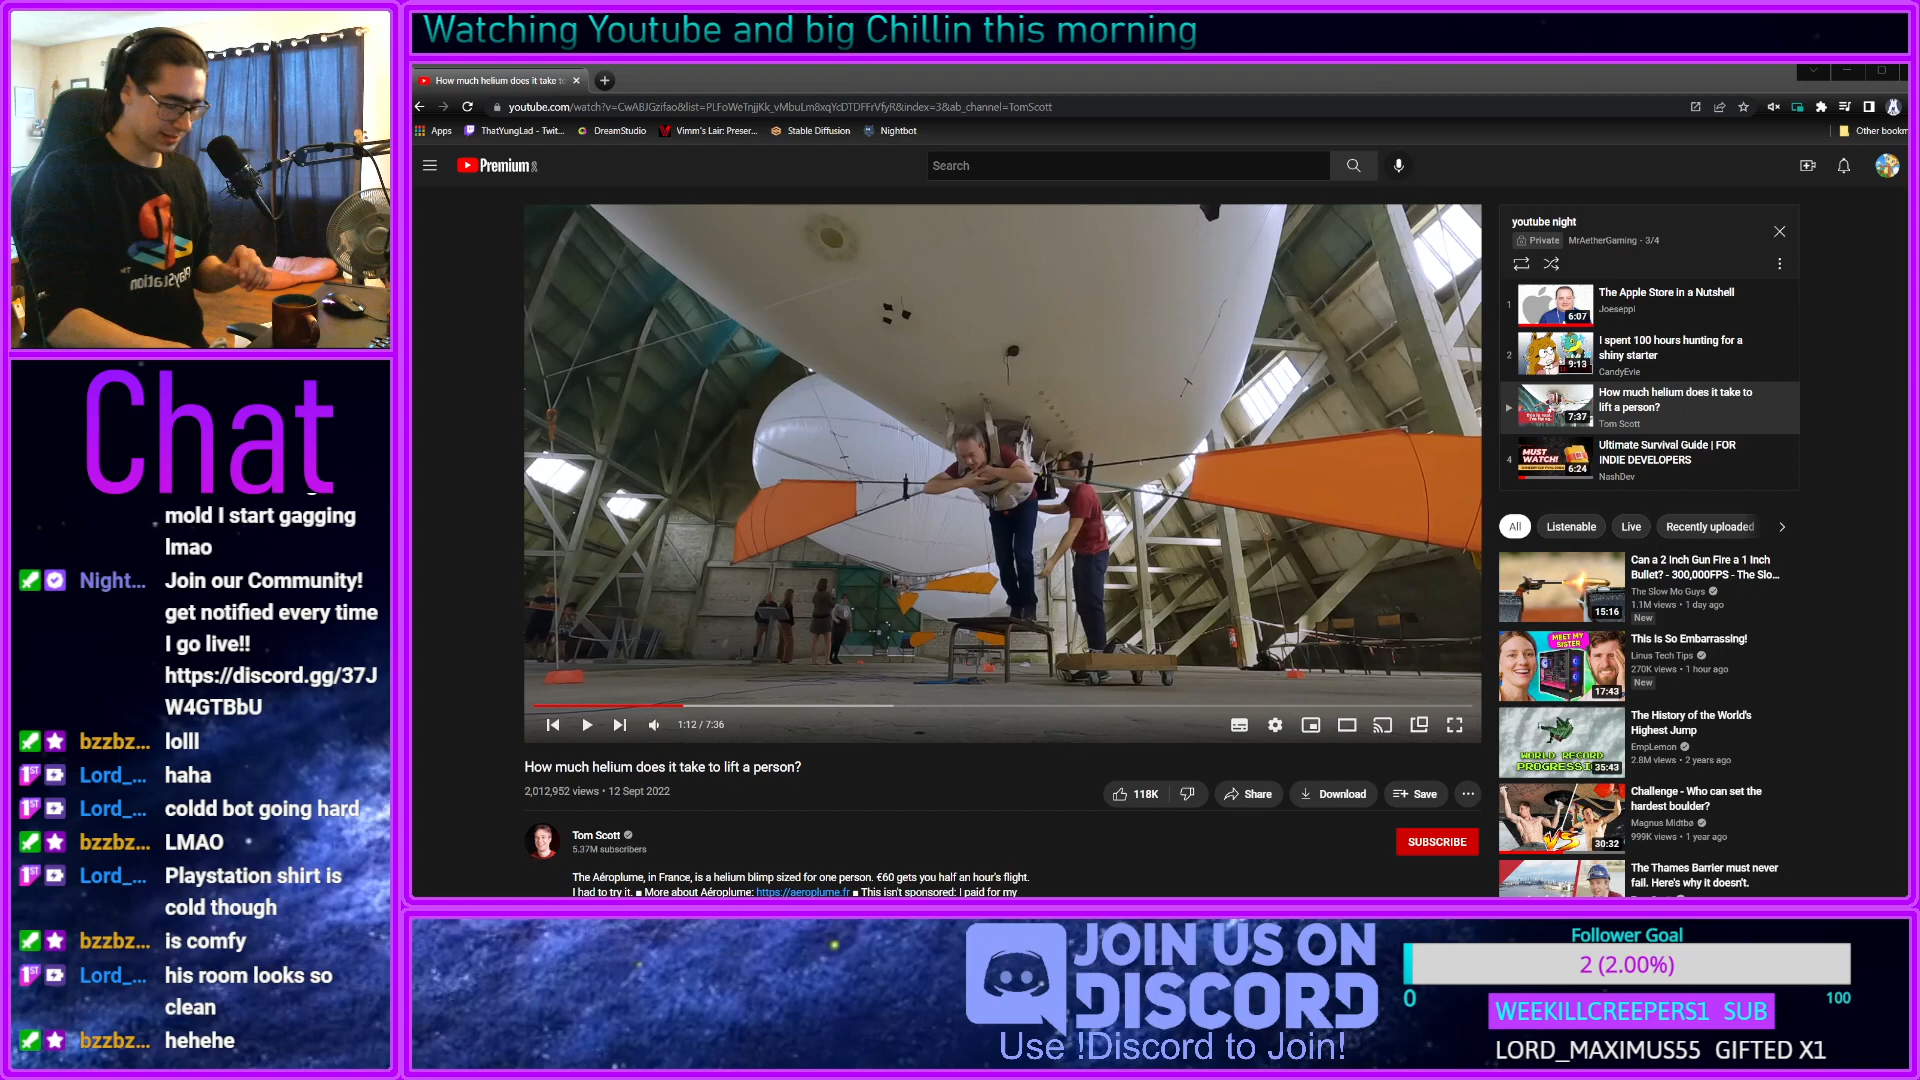 Watching Youtube and big Chillin this morning
How much helium does it take to
youtube.com/watch?v=CwABJGzifao&list=PLFoWeTnjjKk_vMbuLm8xqYcDTDFFrVfyR&index=3&ab_channel=TomScott
Apps ThatYungLad - Twit... DreamStudio Vimm's Lair: Preser... Stable Diffusion Nightbot Other bookm
Premium
Search
PlayStation
Chat
mold I start gagging
lmao
Night... Join our Community!
get notified every time
I go live!!
https://discord.gg/37J
W4GTBbU
bzzbz... lolll
Lord_... haha
Lord_... coldd bot going hard
bzzbz... LMAO
Lord_... Playstation shirt is
cold though
bzzbz... is comfy
Lord_... his room looks so
clean
bzzbz... hehehe
1:12 / 7:36
How much helium does it take to lift a person?
2,012,952 views • 12 Sept 2022
118K Share Download Save
Tom Scott
5.37M subscribers
SUBSCRIBE
The Aéroplume, in France, is a helium blimp sized for one person. €60 gets you half an hour's flight.
I had to try it. ■ More about Aéroplume: https://aeroplume.fr ■ This isn't sponsored: I paid for my
youtube night
Private MrAetherGaming - 3/4
1 The Apple Store in a Nutshell
Joeseppi
6:07
2 I spent 100 hours hunting for a
shiny starter
CandyEvie
9:13
How much helium does it take to
lift a person?
Tom Scott
7:37
4 Ultimate Survival Guide | FOR
INDIE DEVELOPERS
NashDev
MUST
WATCH!
6:24
All Listenable Live Recently uploaded
Can a 2 Inch Gun Fire a 1 Inch
Bullet? - 300,000FPS - The Slo...
The Slow Mo Guys
1.1M views • 1 day ago
New
15:16
This Is So Embarrassing!
Linus Tech Tips
270K views • 1 hour ago
New
MEET MY
SISTER
17:43
The History of the World's
Highest Jump
EmpLemon
2.8M views • 2 years ago
WORLD RECORD
PROGRESSI
35:43
Challenge - Who can set the
hardest boulder?
Magnus Midtbø
999K views • 1 year ago
VS
30:32
The Thames Barrier must never
fail. Here's why it doesn't.
JOIN US ON
DISCORD
Use !Discord to Join!
Follower Goal
2 (2.00%)
0 100
WEEKILLCREEPERS1 SUB
LORD_MAXIMUS55 GIFTED X1